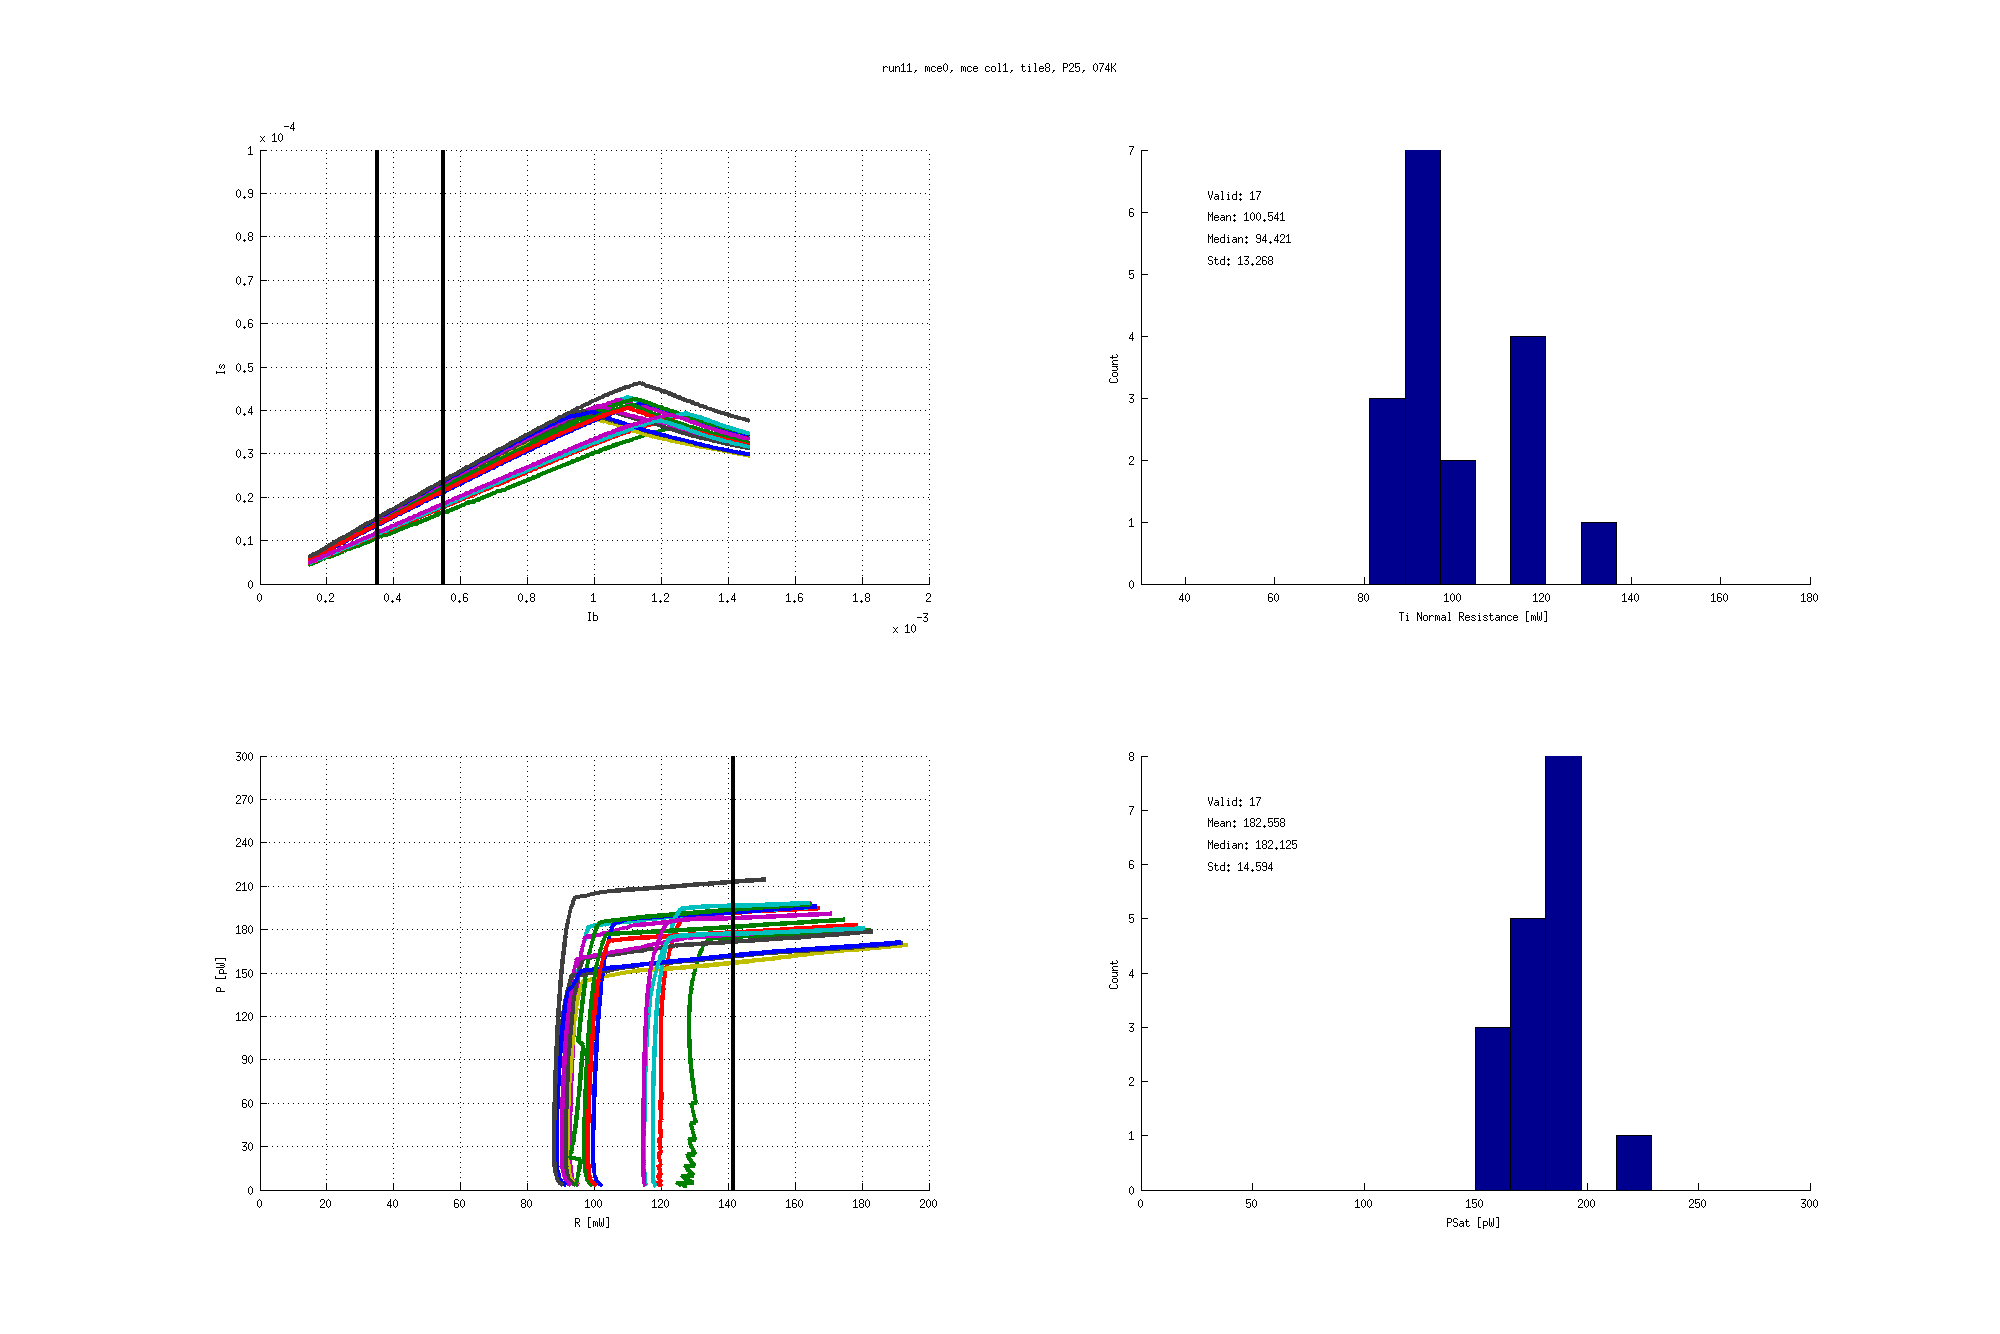 run11, mce0, mce col1, tile8, P25, 074K
x 10^-4
1
0.9
0.8
0.7
0.6
0.5
0.4
0.3
0.2
0.1
0
Is
0 0.2 0.4 0.6 0.8 1 1.2 1.4 1.6 1.8 2
Ib
x 10^-3
7
6
5
4
3
2
1
0
Count
Valid: 17
Mean: 100.541
Median: 94.421
Std: 13.268
40 60 80 100 120 140 160 180
Ti Normal Resistance [mW]
300
270
240
210
180
150
120
90
60
30
0
P [pW]
0 20 40 60 80 100 120 140 160 180 200
R [mW]
8
7
6
5
4
3
2
1
0
Count
Valid: 17
Mean: 182.558
Median: 182.125
Std: 14.594
0 50 100 150 200 250 300
PSat [pW]